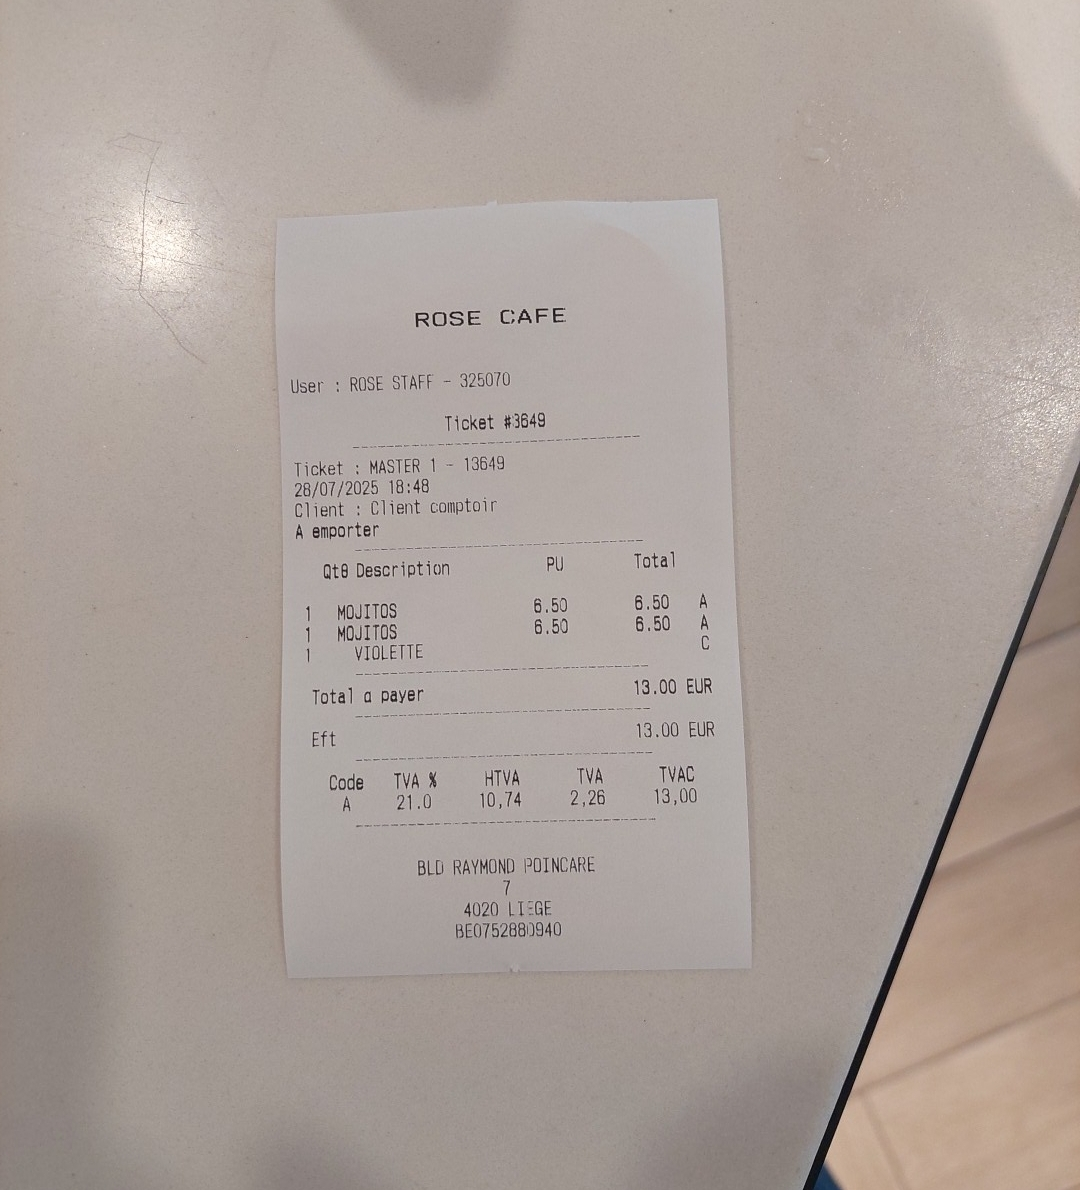 ROSE CAFE
User : ROSE STAFF - 325070
Ticket #3649
Ticket : MASTER 1 - 13649
28/07/2025 18:48
Client : Client comptoir
A emporter
Qté Description PU Total
1 MOJITOS 6.50 6.50 A
1 MOJITOS 6.50 6.50 A
1 VIOLETTE C
Total a payer 13.00 EUR
Eft 13.00 EUR
Code TVA % HTVA TVA TVAC
A 21.0 10,74 2,26 13,00
BLD RAYMOND POINCARE
7
4020 LIEGE
BE0752880940